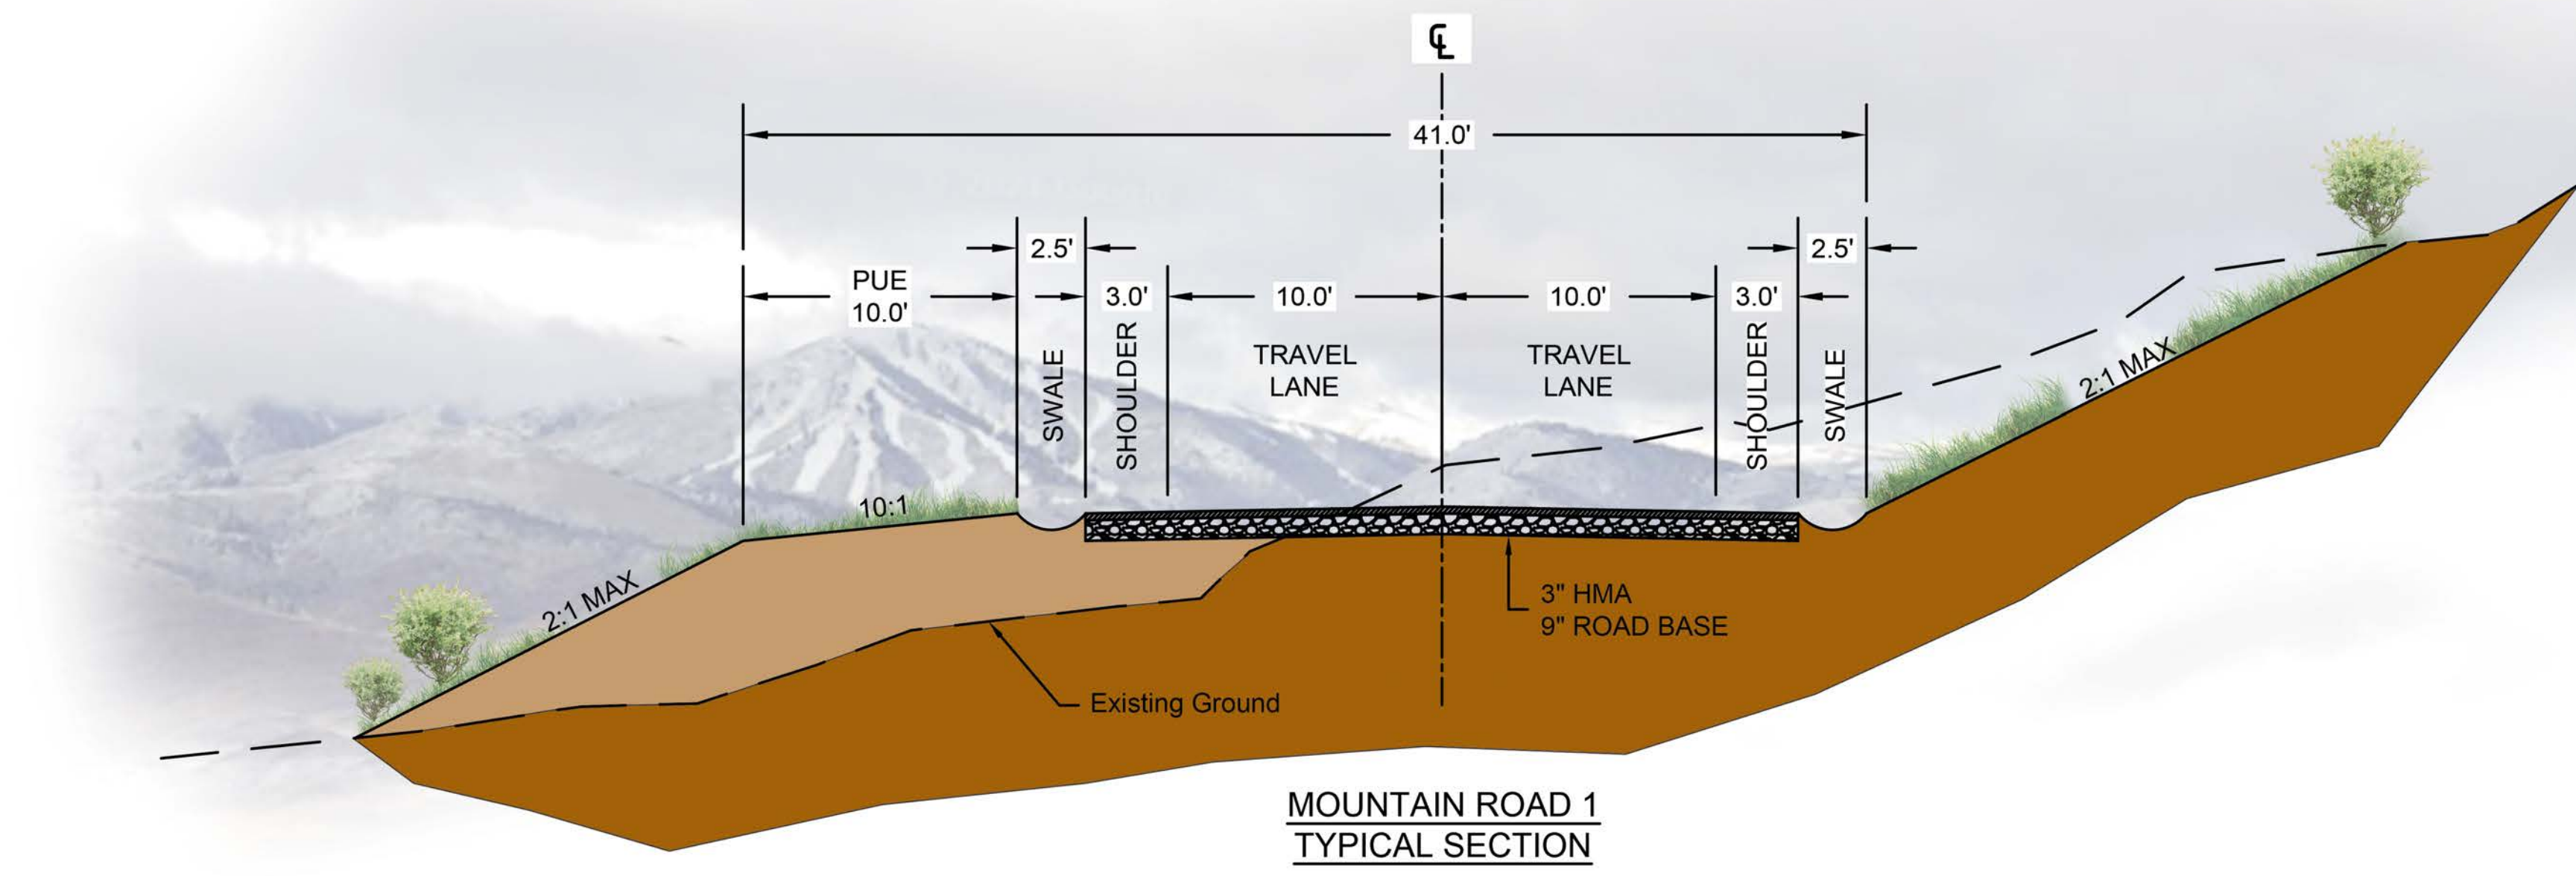 ℄
41.0'
2.5'
2.5'
PUE
10.0'
3.0'
10.0'
10.0'
3.0'
SWALE
SHOULDER
TRAVEL
LANE
TRAVEL
LANE
SHOULDER
SWALE
2:1 MAX
10:1
2:1 MAX
3" HMA
9" ROAD BASE
Existing Ground
MOUNTAIN ROAD 1
TYPICAL SECTION